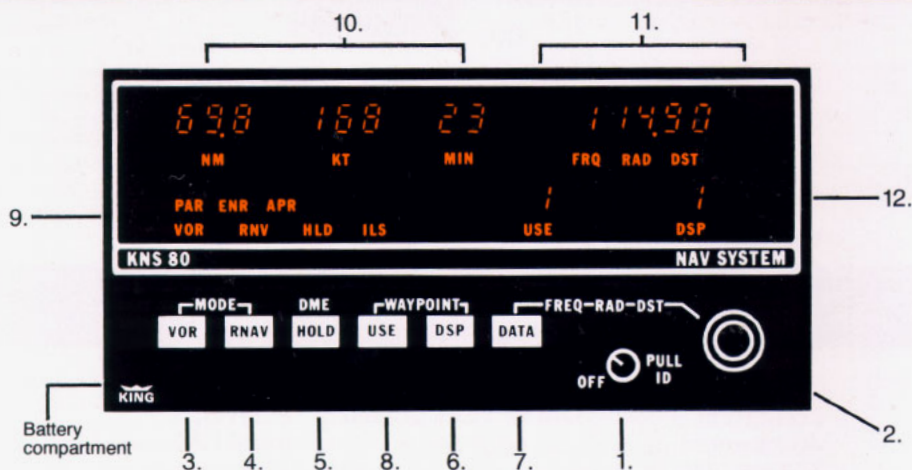 10. 11.
69.8 168 23 114.90
NM KT MIN FRQ RAD DST
PAR ENR APR 1 1
9. 12.
VOR RNV HLD ILS USE DSP
KNS 80 NAV SYSTEM
MODE DME WAYPOINT FREQ-RAD-DST
VOR RNAV HOLD USE DSP DATA
OFF PULL ID
KING
Battery
compartment
3. 4. 5. 8. 6. 7. 1. 2.